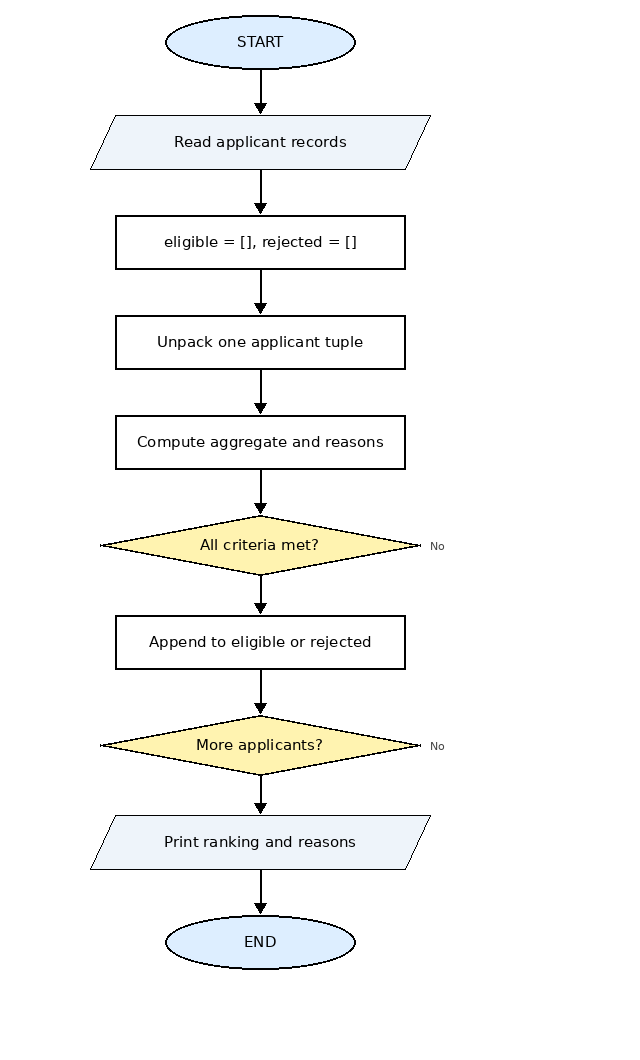 START
Read applicant records
eligible = [], rejected = []
Unpack one applicant tuple
Compute aggregate and reasons
All criteria met?
No
Append to eligible or rejected
More applicants?
No
Print ranking and reasons
END